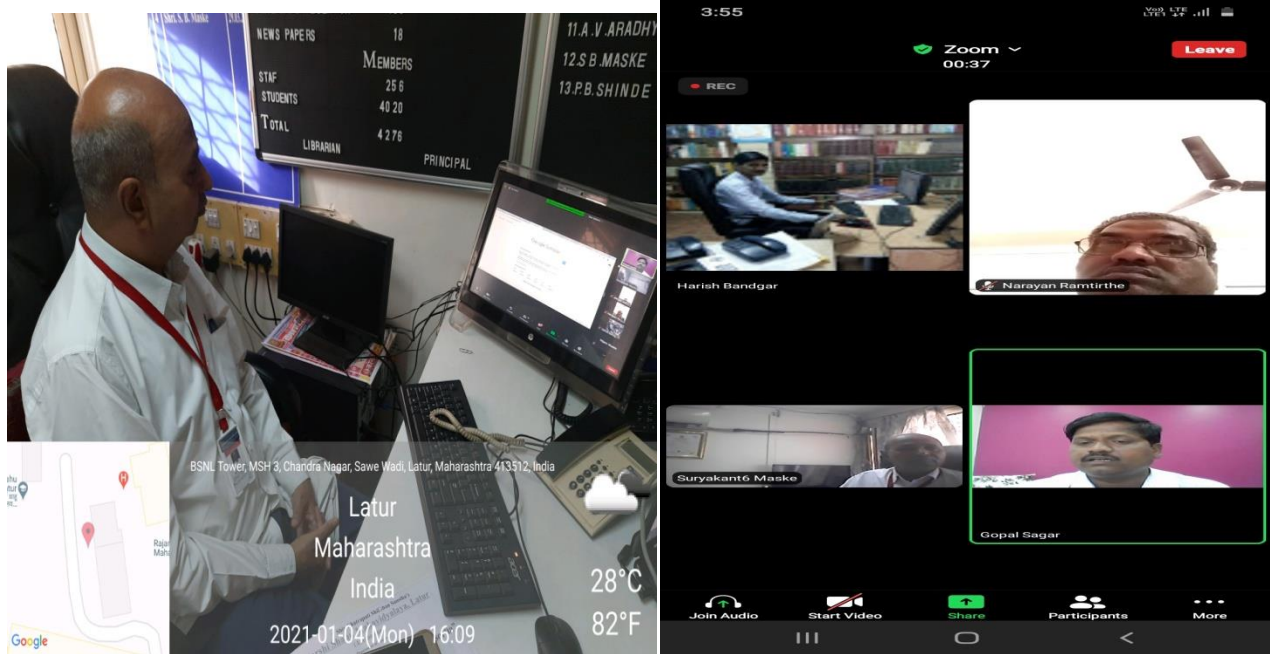 Shri. S. B. Maske
NEWS PAPERS 18
MEMBERS
STAF 256
STUDENTS 4020
TOTAL 4276
LIBRARIAN PRINCIPAL
11.A.V.ARADHY
12.S B .MASKE
13.P.B.SHINDE
BSNL Tower, MSH 3, Chandra Nagar, Sawe Wadi, Latur, Maharashtra 413512, India
Latur
Maharashtra
India
2021-01-04(Mon) 16:09
28°C
82°F
Google
3:55
Zoom
00:37
Leave
REC
Harish Bandgar
Narayan Ramtirthe
Suryakant6 Maske
Gopal Sagar
Join Audio Start Video Share Participants More